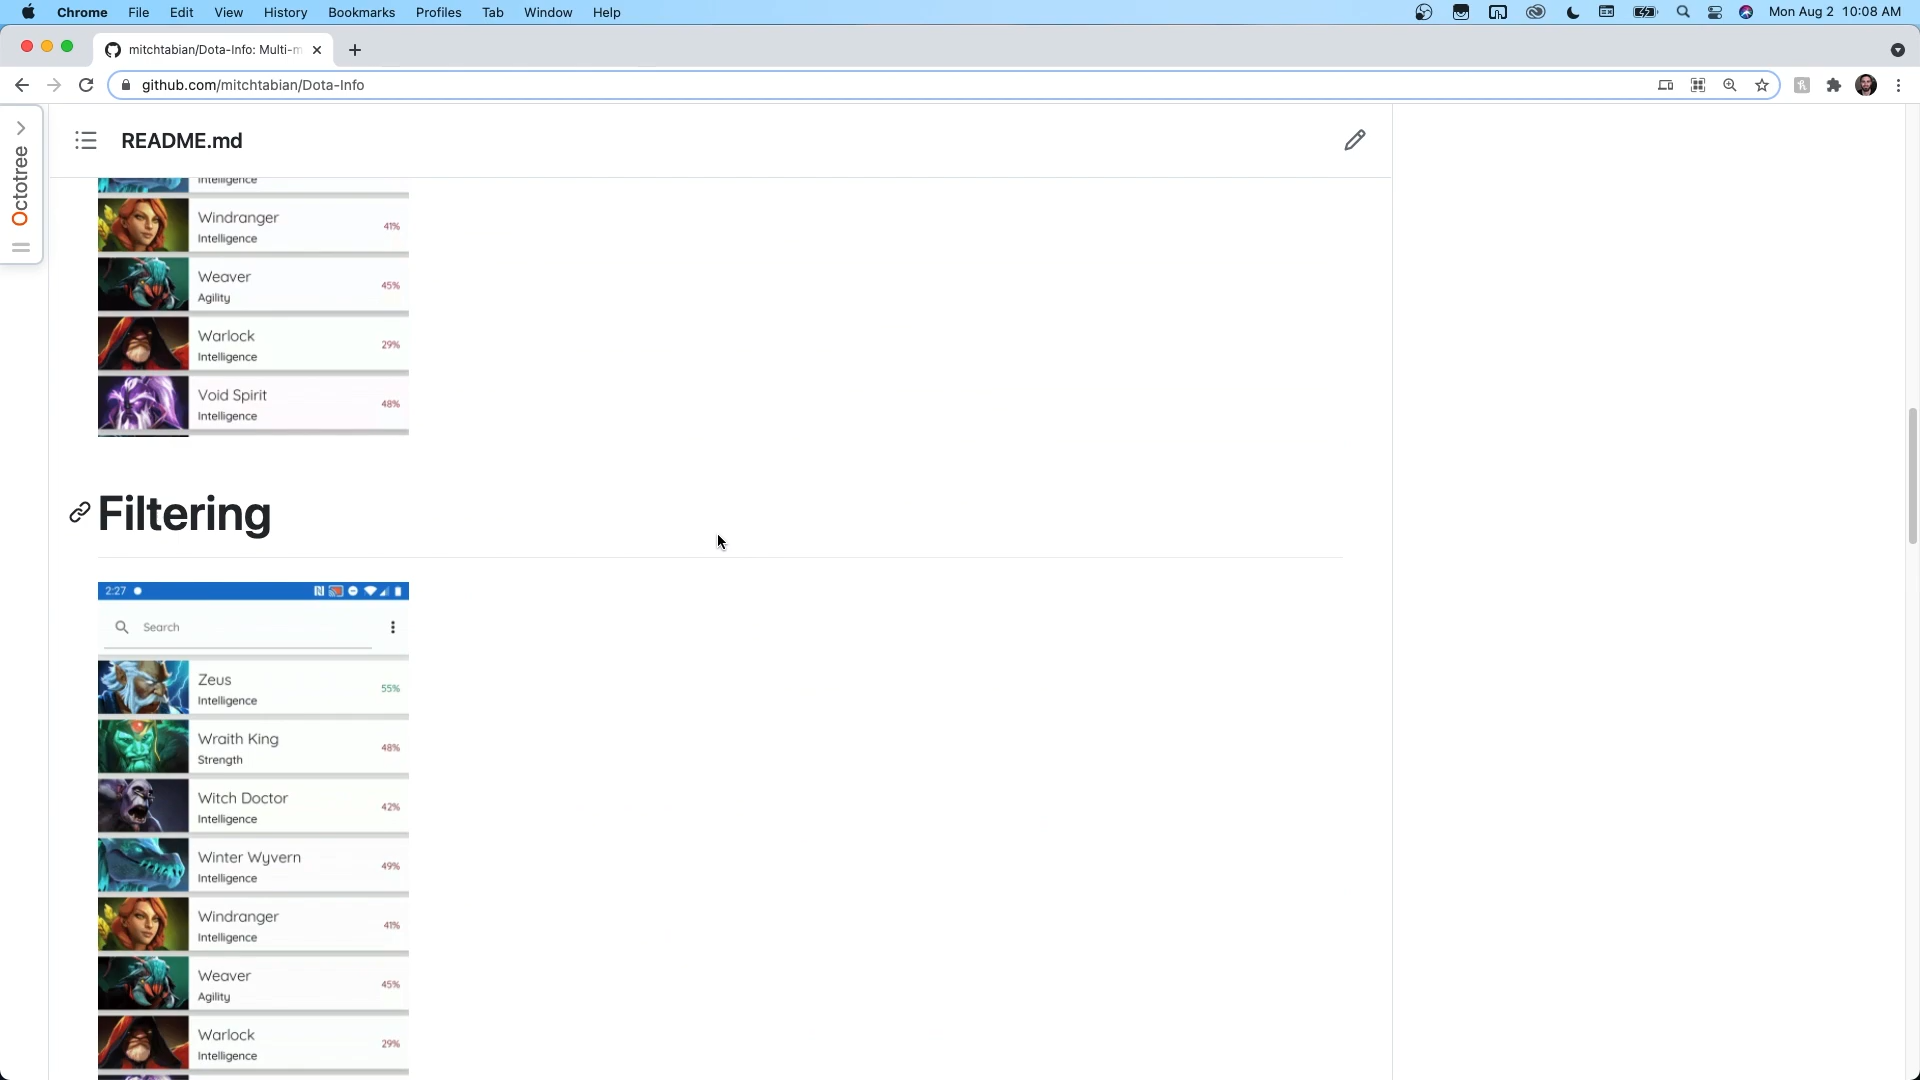 Chrome File Edit View History Bookmarks Profiles Tab Window Help Mon Aug 2 10:08 AM
mitchtabian/Dota-Info: Multi-m
github.com/mitchtabian/Dota-Info
Octotree
README.md
Intelligence
Windranger
41%
Intelligence
Weaver
45%
Agility
Warlock
29%
Intelligence
Void Spirit
48%
Intelligence
Filtering
2:27
Search
Zeus
55%
Intelligence
Wraith King
48%
Strength
Witch Doctor
42%
Intelligence
Winter Wyvern
49%
Intelligence
Windranger
41%
Intelligence
Weaver
45%
Agility
Warlock
29%
Intelligence